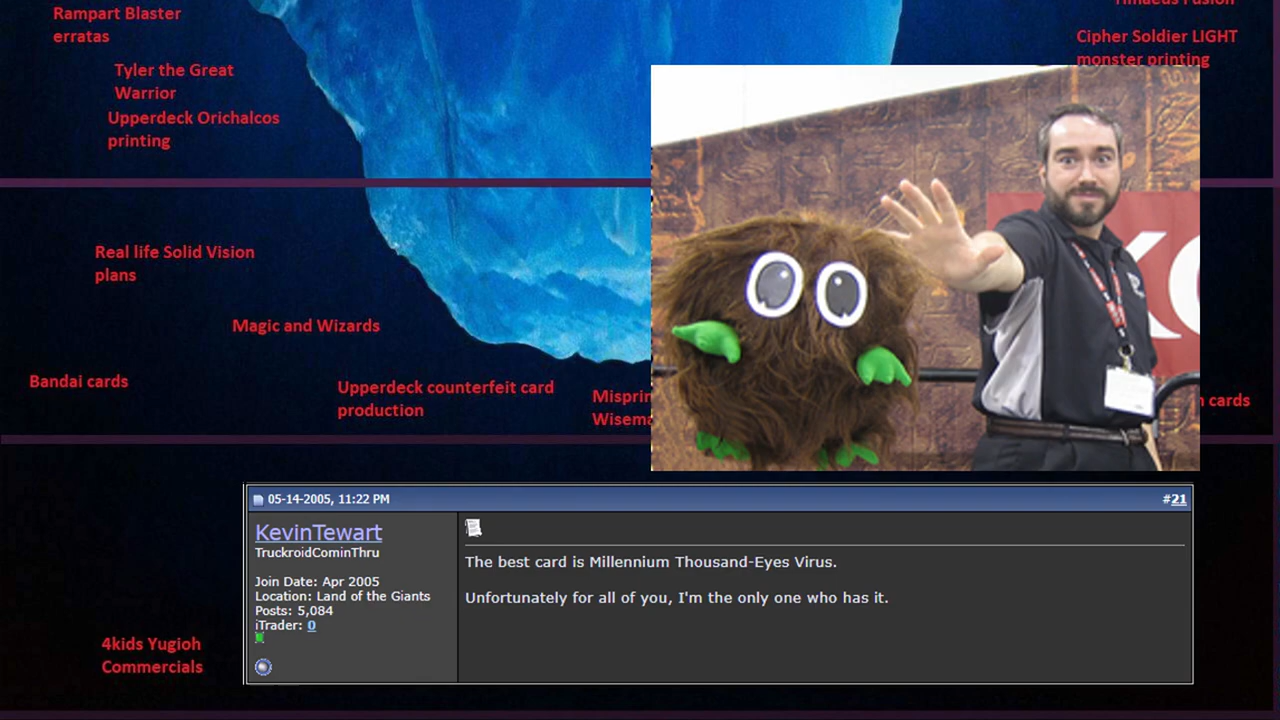 Rampart Blaster
erratas
Tyler the Great
Warrior
Upperdeck Orichalcos
printing
Cipher Soldier LIGHT
monster printing
Real life Solid Vision
plans
Magic and Wizards
Bandai cards
Upperdeck counterfeit card
production
cards
05-14-2005, 11:22 PM
#21
KevinTewart
TruckroidCominThru
Join Date: Apr 2005
Location: Land of the Giants
Posts: 5,084
iTrader: 0
The best card is Millennium Thousand-Eyes Virus.
Unfortunately for all of you, I'm the only one who has it.
4kids Yugioh
Commercials